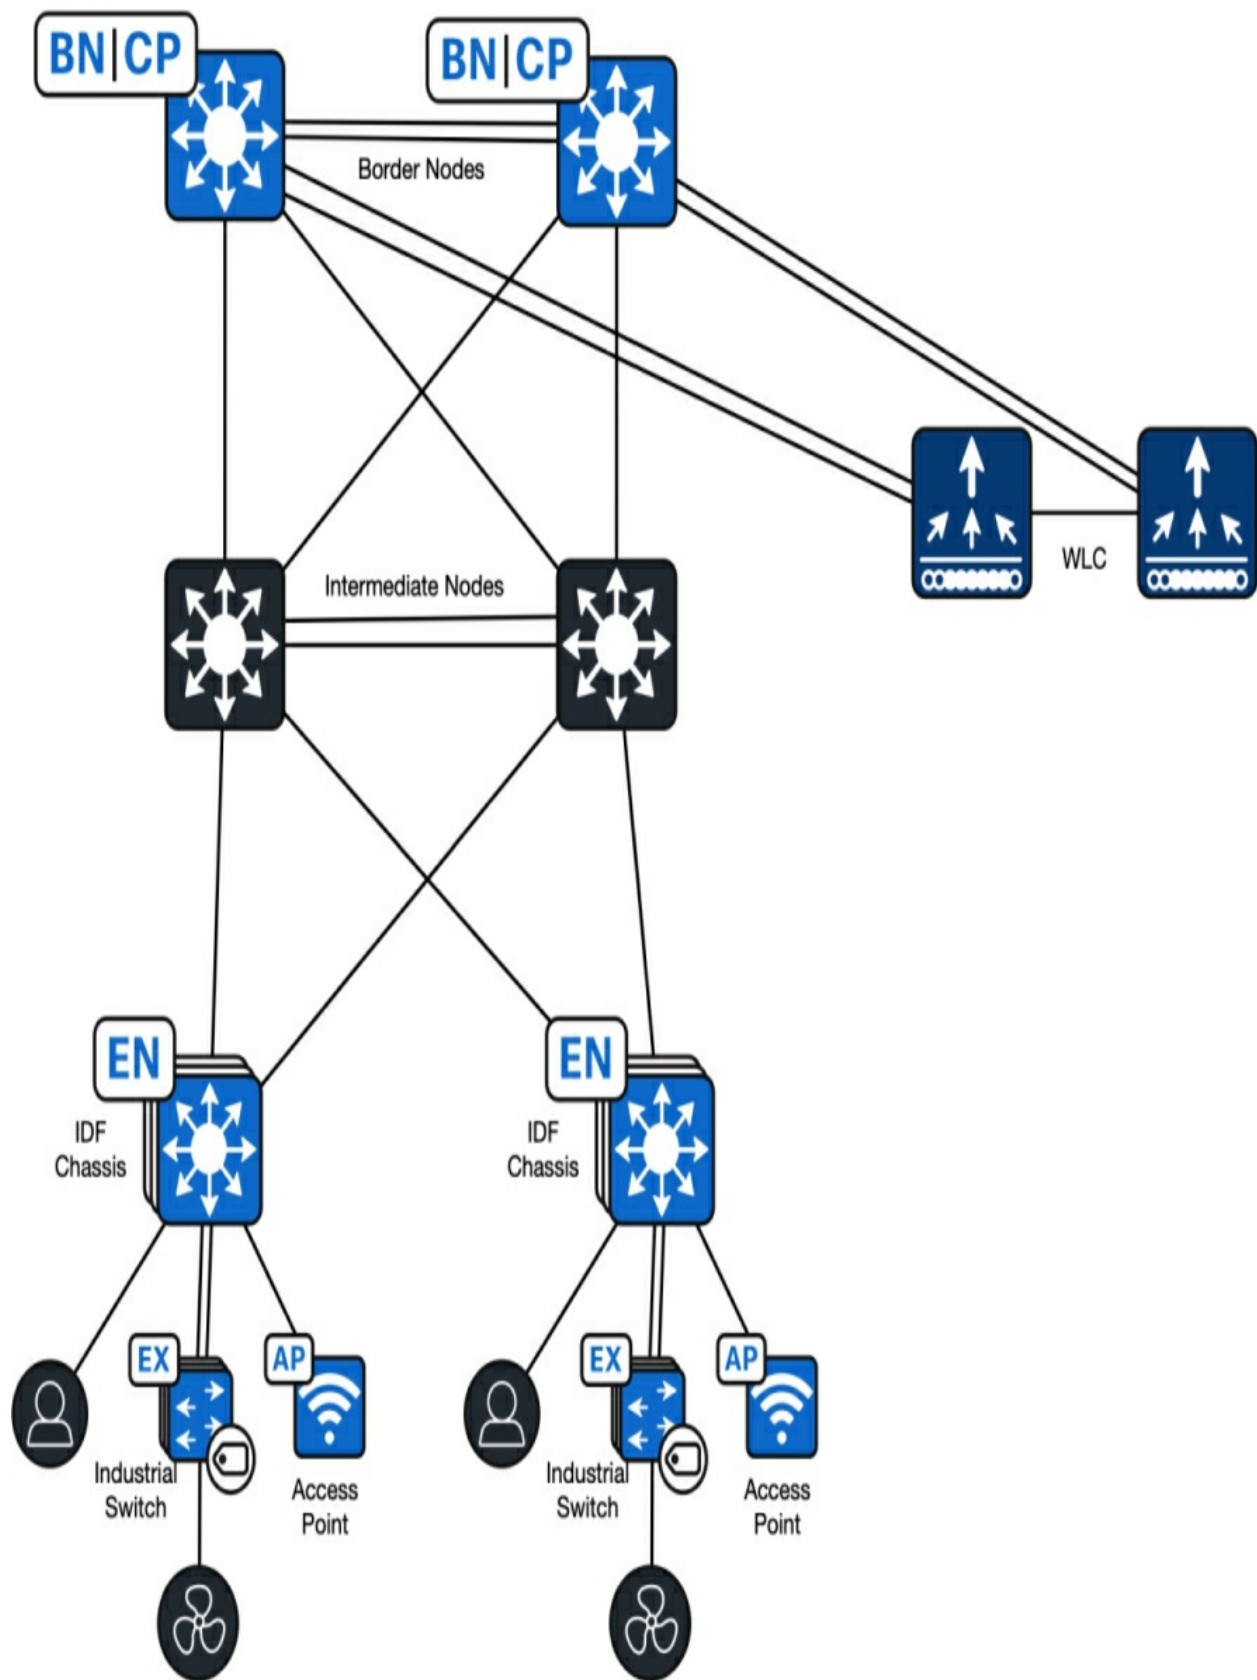 BN|CP
BN|CP
Border Nodes
WLC
Intermediate Nodes
EN
EN
IDF
Chassis
IDF
Chassis
EX
AP
EX
AP
Industrial
Switch
Access
Point
Industrial
Switch
Access
Point